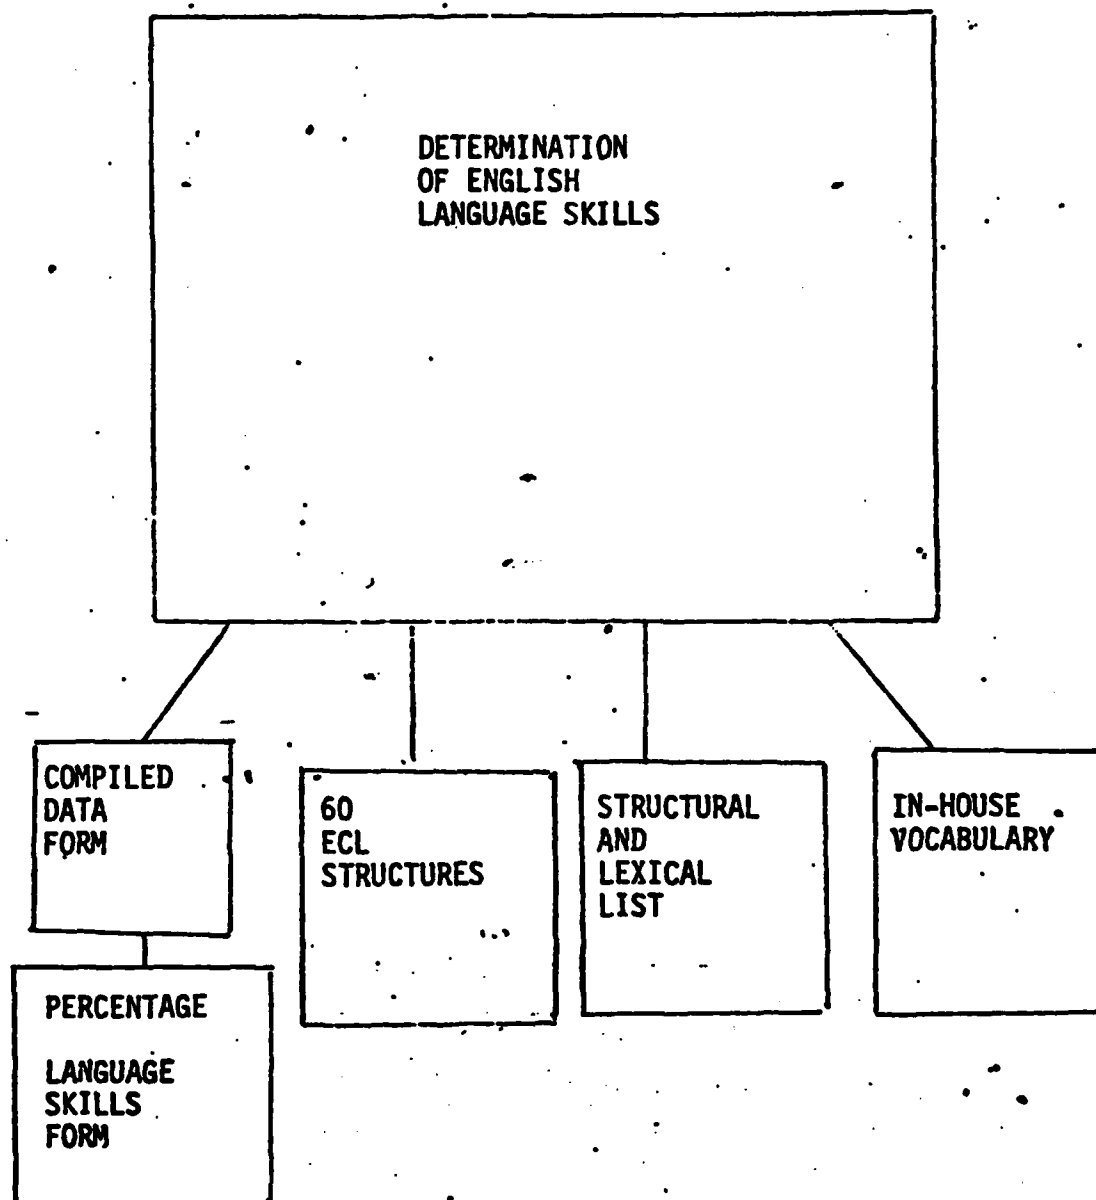 DETERMINATION
OF ENGLISH
LANGUAGE SKILLS
COMPILED
DATA
FORM
60
ECL
STRUCTURES
STRUCTURAL
AND
LEXICAL
LIST
IN-HOUSE
VOCABULARY
PERCENTAGE
LANGUAGE
SKILLS
FORM